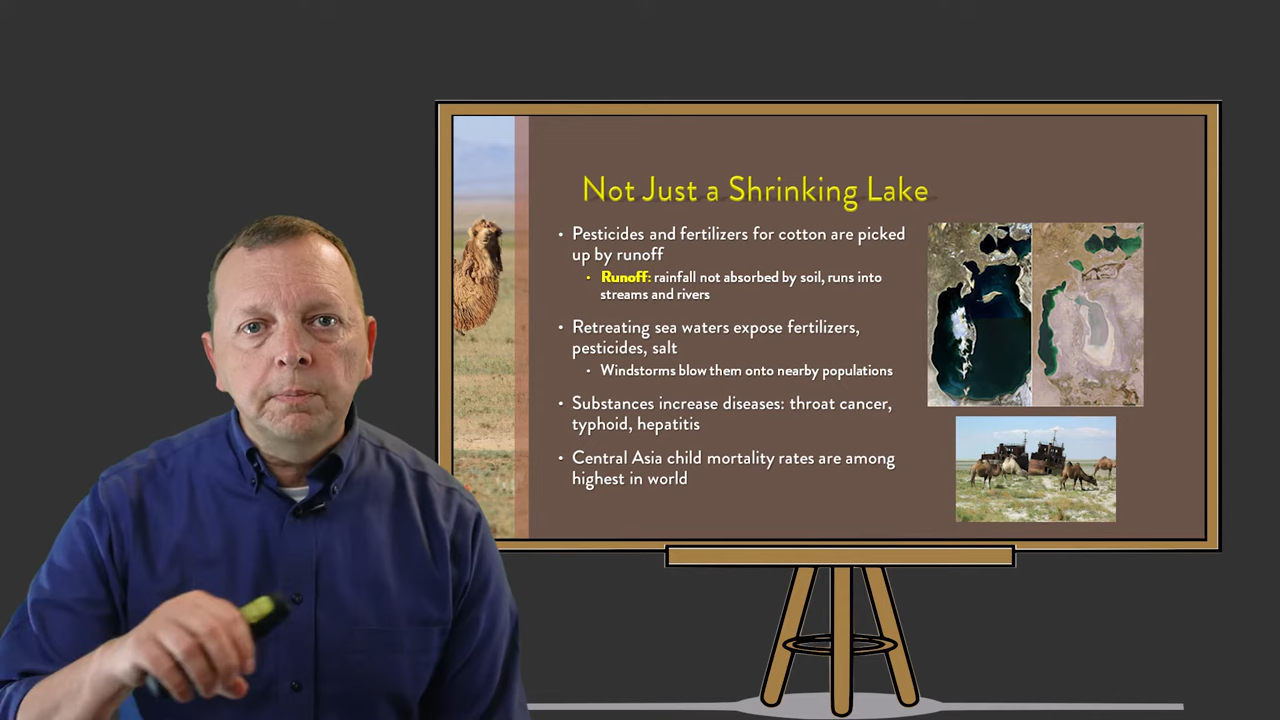 Not Just a Shrinking Lake
• Pesticides and fertilizers for cotton are picked
up by runoff
• Runoff: rainfall not absorbed by soil, runs into
streams and rivers
• Retreating sea waters expose fertilizers,
pesticides, salt
• Windstorms blow them onto nearby populations
• Substances increase diseases: throat cancer,
typhoid, hepatitis
• Central Asia child mortality rates are among
highest in world